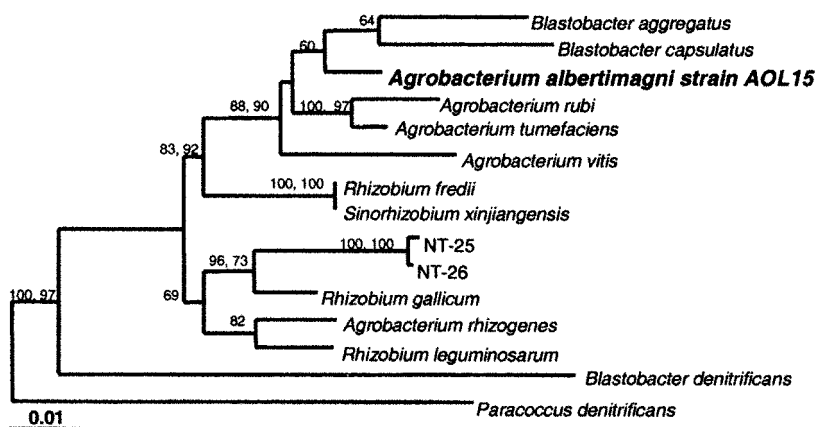 64
Blastobacter aggregatus
60
Blastobacter capsulatus
Agrobacterium albertimagni strain AOL15
88, 90
100, 97
Agrobacterium rubi
Agrobacterium tumefaciens
83, 92
Agrobacterium vitis
100, 100
Rhizobium fredii
Sinorhizobium xinjiangensis
100, 100
NT-25
96, 73
NT-26
100, 97
69
Rhizobium gallicum
82
Agrobacterium rhizogenes
Rhizobium leguminosarum
Blastobacter denitrificans
Paracoccus denitrificans
0.01